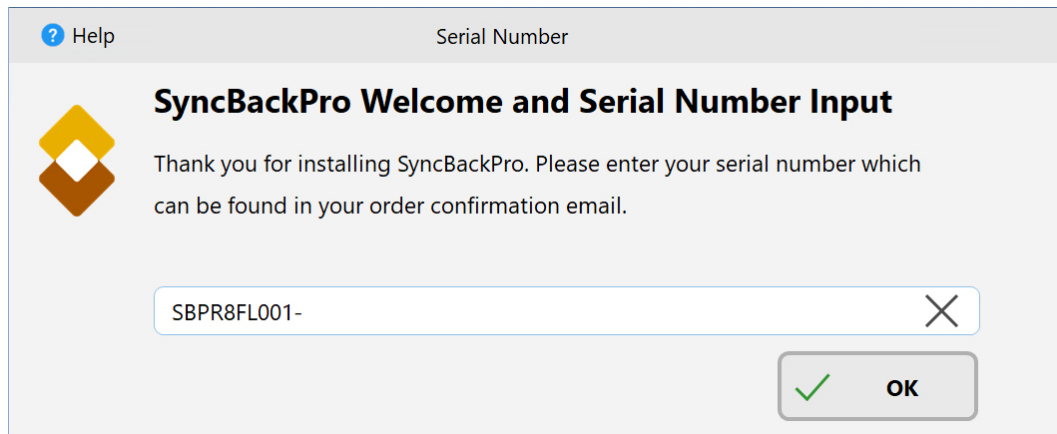 Help
Serial Number
SyncBackPro Welcome and Serial Number Input
Thank you for installing SyncBackPro. Please enter your serial number which
can be found in your order confirmation email.
SBPR8FL001-
OK